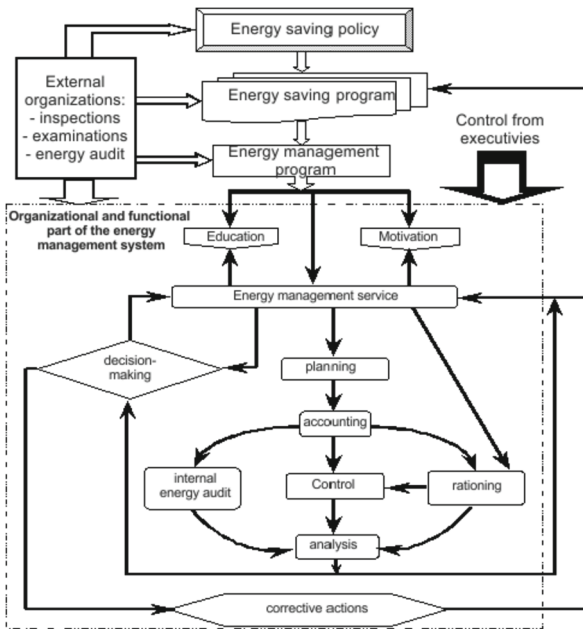 Energy saving policy
External
organizations:
- inspections
- examinations
- energy audit
Energy saving program
Control from
executivies
Energy management
program
Organizational and functional
part of the energy
management system
Education
Motivation
Energy management service
decision-
making
planning
accounting
internal
energy audit
Control
rationing
analysis
corrective actions